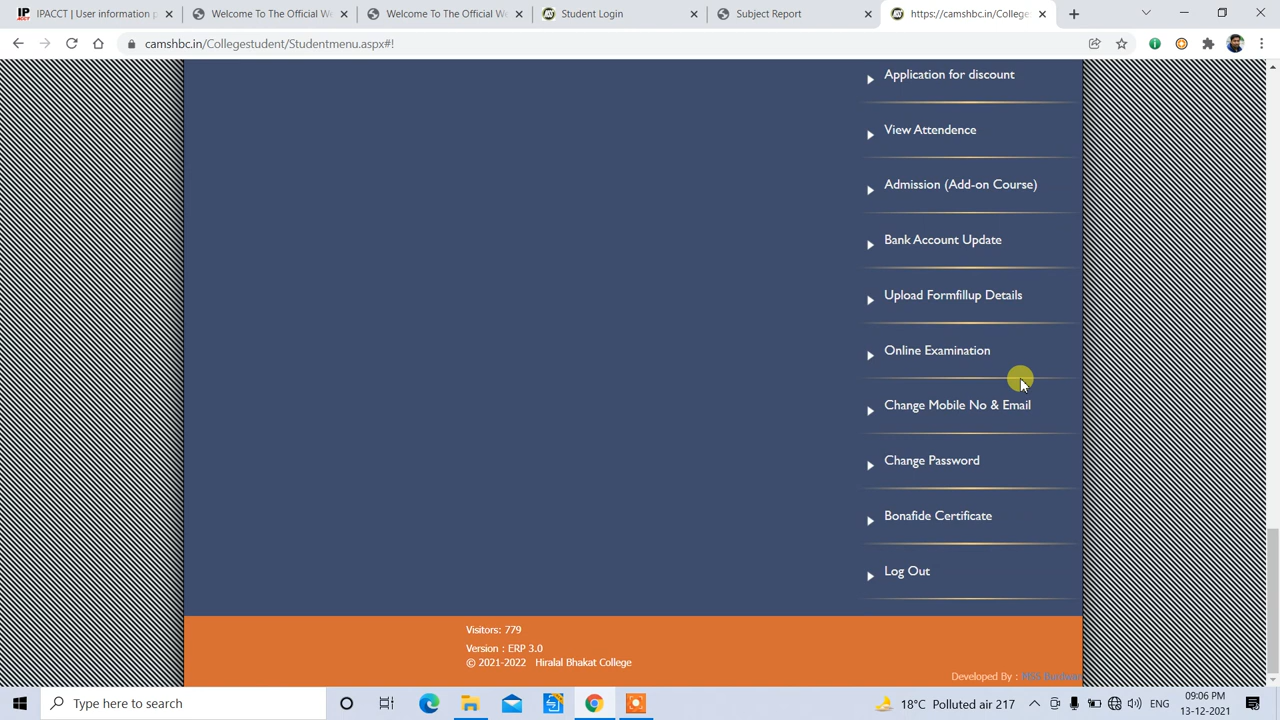 IPACCT | User information p
Welcome To The Official We
Welcome To The Official We
Student Login
Subject Report
https://camshbc.in/College
camshbc.in/Collegestudent/Studentmenu.aspx#!
Application for discount
View Attendence
Admission (Add-on Course)
Bank Account Update
Upload Formfillup Details
Online Examination
Change Mobile No & Email
Change Password
Bonafide Certificate
Log Out
Visitors: 779
Version : ERP 3.0
© 2021-2022 Hiralal Bhakat College
Developed By : MSS Burdwan
Type here to search
18°C Polluted air 217
ENG
09:06 PM
13-12-2021